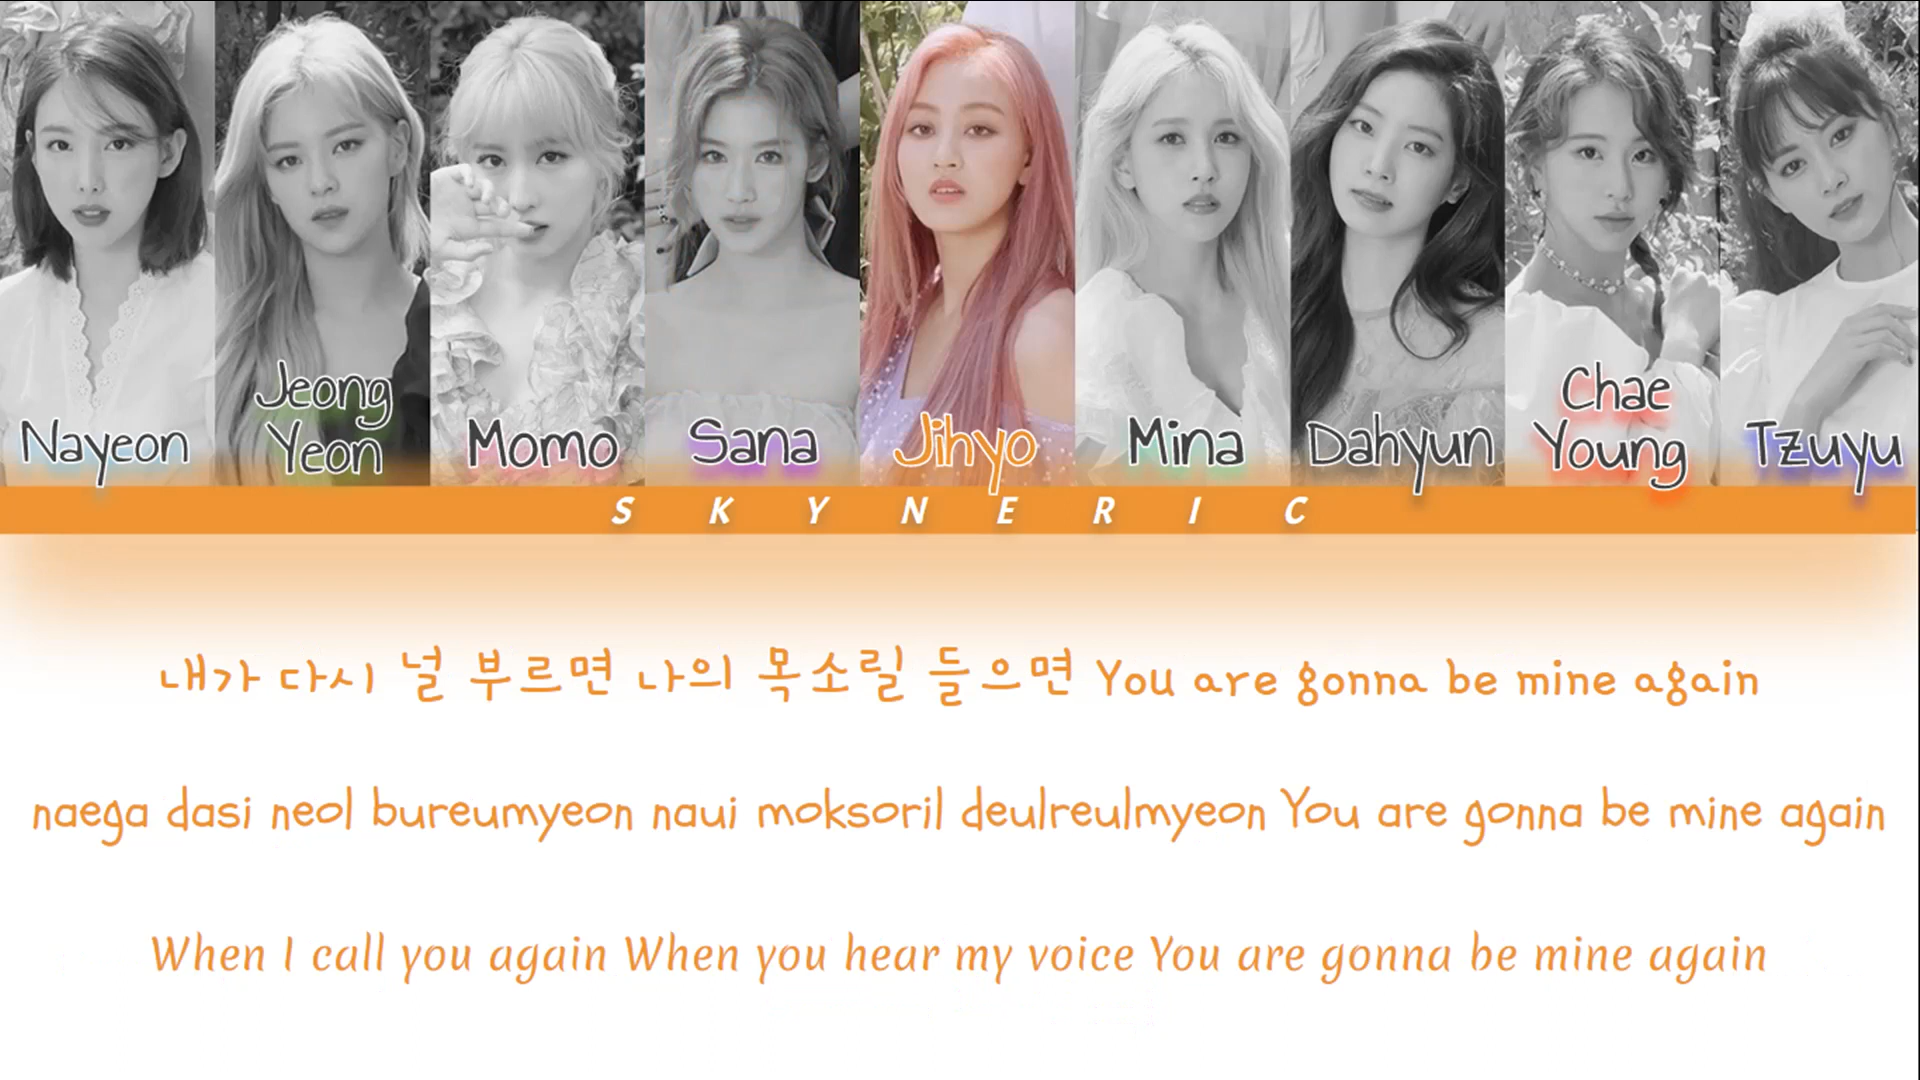 Nayeon
Jeong
Yeon
Momo
Sana
Jihyo
Mina
Dahyun
Chae
Young
Tzuyu
SKYNERIC
내가 다시 널 부르면 나의 목소릴 들으면 You are gonna be mine again
naega dasi neol bureumyeon naui moksoril deulreulmyeon You are gonna be mine again
When I call you again When you hear my voice You are gonna be mine again